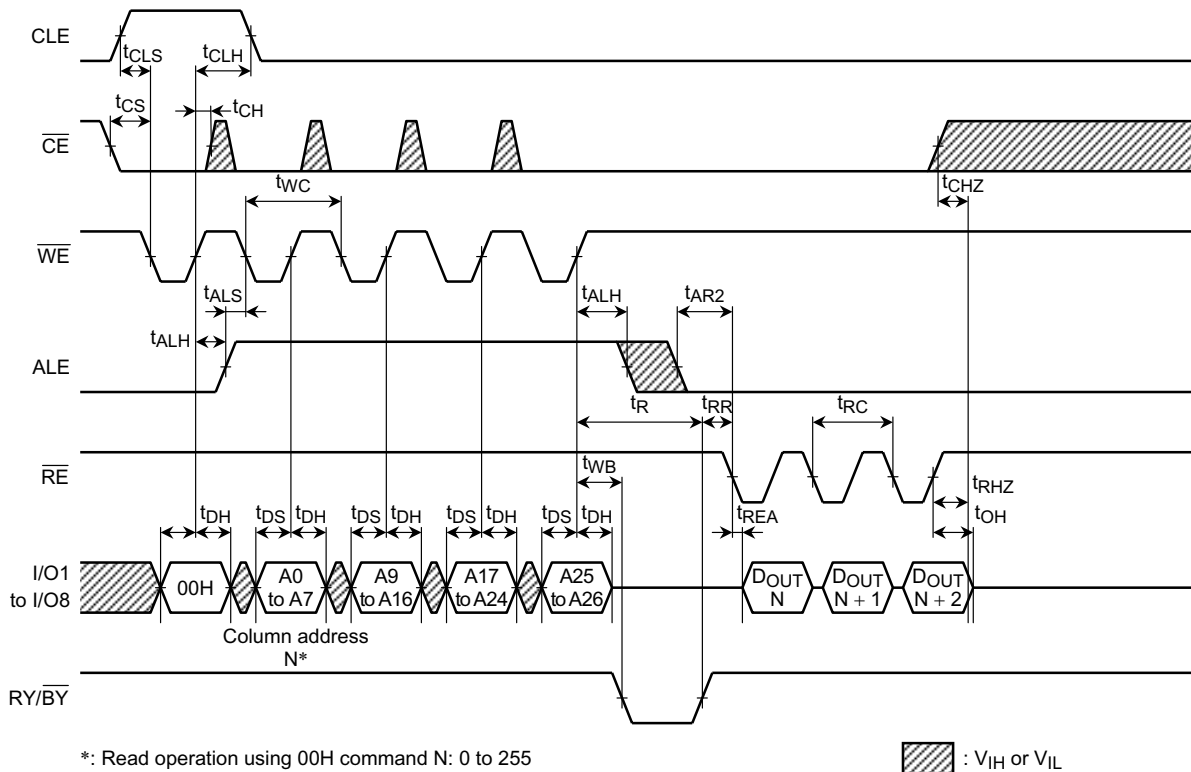 CLE
tCLS
tCLH
tCS
tCH
CE
tWC
tCHZ
WE
tALS
tALH
tAR2
tALH
ALE
tR
tRR
tRC
RE
tWB
tREA
tRHZ
tOH
tDH
tDS
tDH
tDS
tDH
tDS
tDH
tDS
tDH
I/O1
to I/O8
00H
A0
to A7
A9
to A16
A17
to A24
A25
to A26
DOUT
N
DOUT
N + 1
DOUT
N + 2
Column address
N*
RY/BY
*: Read operation using 00H command N: 0 to 255
: VIH or VIL